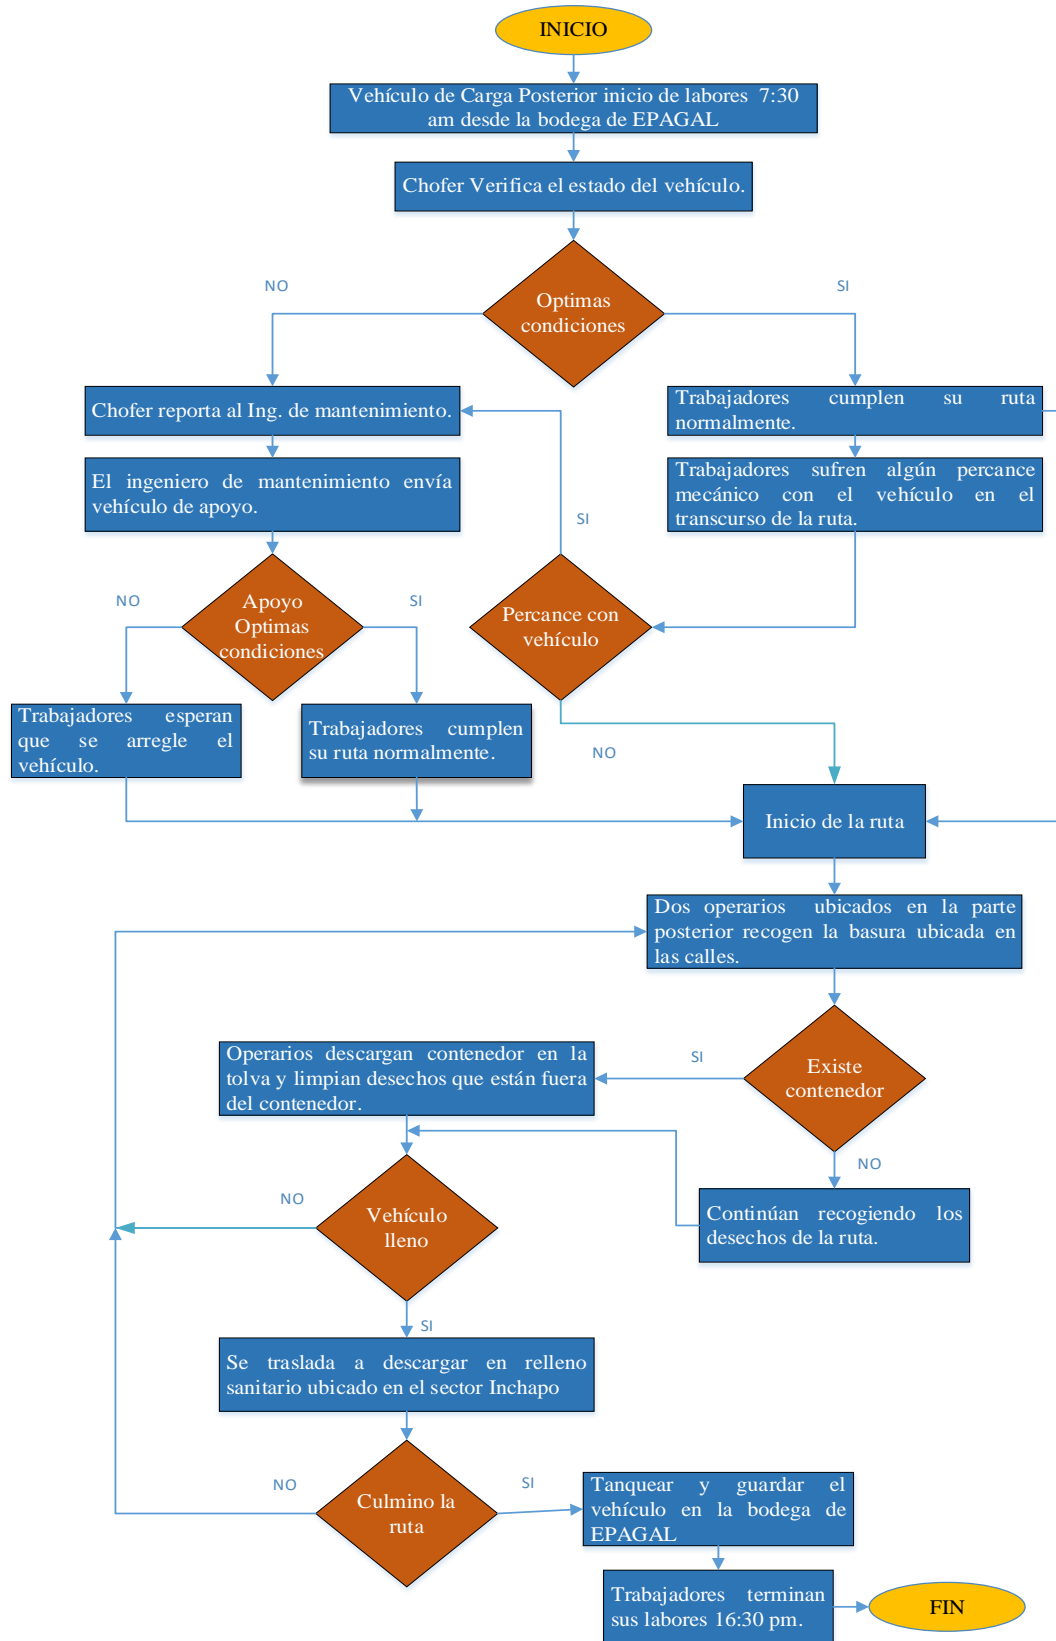 INICIO
Vehículo de Carga Posterior inicio de labores 7:30
am desde la bodega de EPAGAL
Chofer Verifica el estado del vehículo.
NO
SI
Optimas
condiciones
Chofer reporta al Ing. de mantenimiento.
Trabajadores cumplen su ruta
normalmente.
El ingeniero de mantenimiento envía
vehículo de apoyo.
Trabajadores sufren algún percance
mecánico con el vehículo en el
transcurso de la ruta.
SI
NO
Apoyo
Optimas
condiciones
SI
Percance con
vehículo
Trabajadores esperan
que se arregle el
vehículo.
Trabajadores cumplen
su ruta normalmente.
NO
Inicio de la ruta
Dos operarios ubicados en la parte
posterior recogen la basura ubicada en
las calles.
Operarios descargan contenedor en la
tolva y limpian desechos que están fuera
del contenedor.
SI
Existe
contenedor
NO
NO
Vehículo
lleno
Continúan recogiendo los
desechos de la ruta.
SI
Se traslada a descargar en relleno
sanitario ubicado en el sector Inchapo
NO
Culmino la
ruta
SI
Tanquear y guardar el
vehículo en la bodega de
EPAGAL
Trabajadores terminan
sus labores 16:30 pm.
FIN